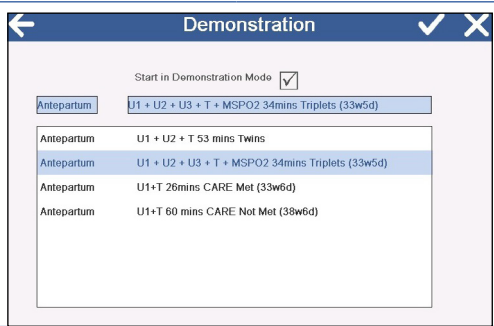 Demonstration
Start in Demonstration Mode
Antepartum U1 + U2 + U3 + T + MSPO2 34mins Triplets (33w5d)
Antepartum U1 + U2 + T 53 mins Twins
Antepartum U1 + U2 + U3 + T + MSPO2 34mins Triplets (33w5d)
Antepartum U1+T 26mins CARE Met (33w6d)
Antepartum U1+T 60 mins CARE Not Met (38w6d)